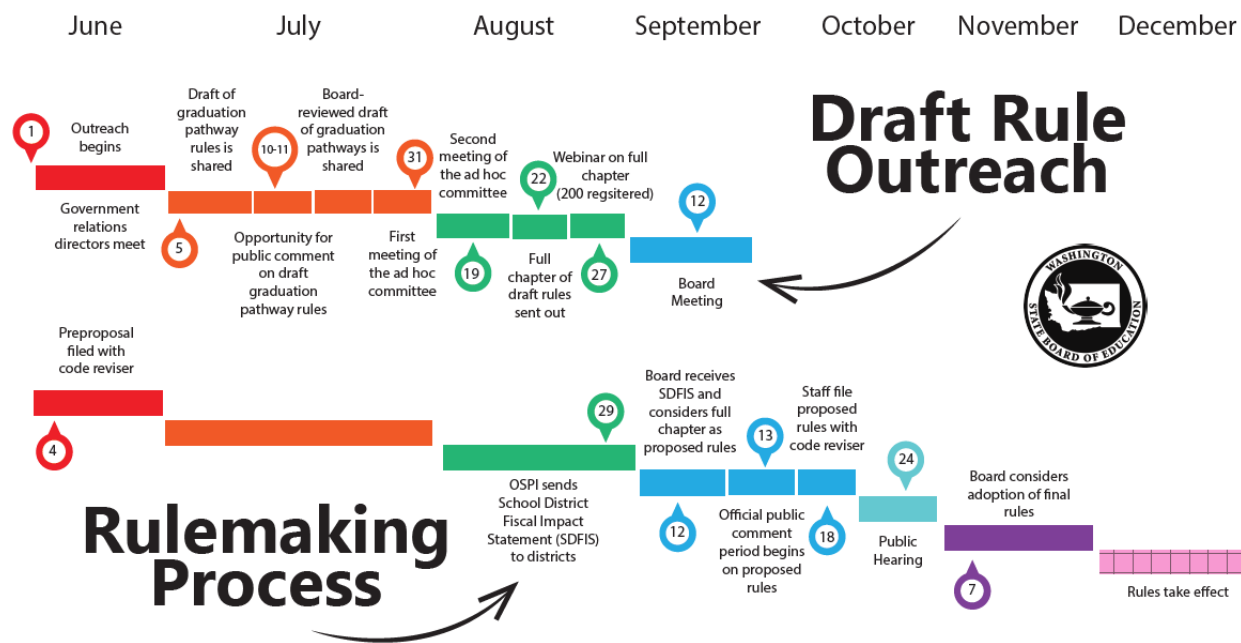 June
July
August
September
October
November
December
Draft Rule
Outreach
1
Outreach
begins
Government
relations
directors meet
Draft of
graduation
pathway
rules is
shared
5
10-11
Opportunity for
public comment
on draft
graduation
pathway rules
Board-
reviewed draft
of graduation
pathways is
shared
31
First
meeting of
the ad hoc
committee
Second
meeting of
the ad hoc
committee
19
22
Full
chapter of
draft rules
sent out
Webinar on full
chapter
(200 regsitered)
27
12
Board
Meeting
WASHINGTON
STATE BOARD OF EDUCATION
Preproposal
filed with
code reviser
4
29
OSPI sends
School District
Fiscal Impact
Statement (SDFIS)
to districts
Board receives
SDFIS and
considers full
chapter as
proposed rules
12
13
Official public
comment
period begins
on proposed
rules
Staff file
proposed
rules with
code reviser
18
24
Public
Hearing
Board considers
adoption of final
rules
7
Rules take effect
Rulemaking
Process